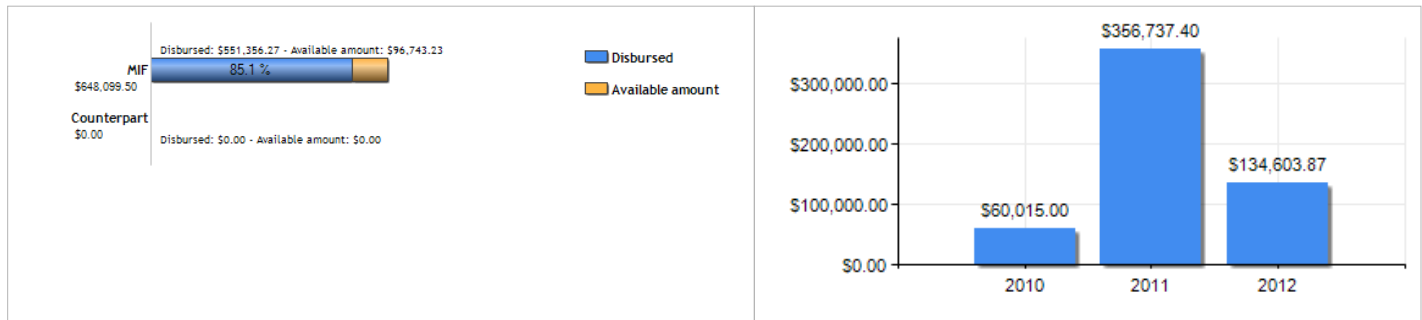 Disbursed: $551,356.27 - Available amount: $96,743.23
MIF
85.1 %
$648,099.50
Counterpart
$0.00
Disbursed: $0.00 - Available amount: $0.00
Disbursed
Available amount
$356,737.40
$300,000.00
$200,000.00
$134,603.87
$100,000.00
$60,015.00
$0.00
2010 2011 2012